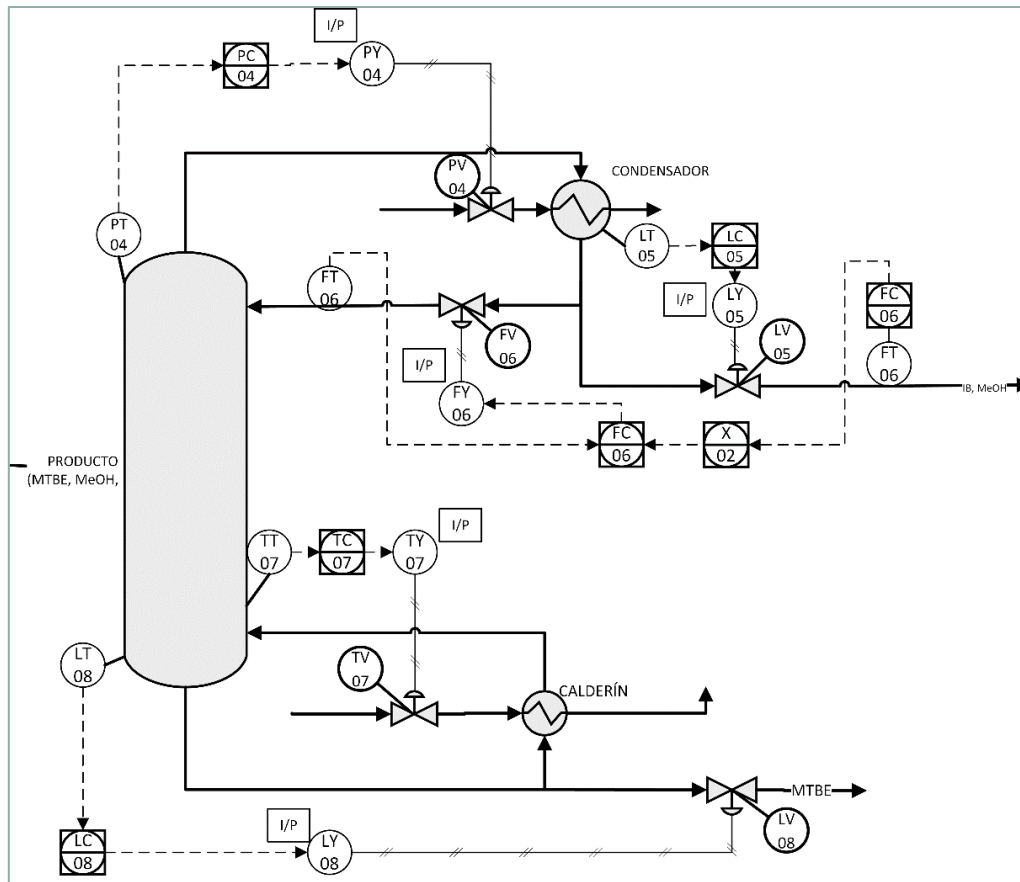 I/P
PC
04
PY
04
PV
04
CONDENSADOR
PT
04
LT
05
LC
05
FT
06
I/P
LY
05
FC
06
LV
05
FV
06
FT
06
I/P
FY
06
IB, MeOH
FC
06
X
02
PRODUCTO
(MTBE, MeOH,
I/P
TT
07
TC
07
TY
07
LT
08
TV
07
CALDERÍN
MTBE
I/P
LV
08
LC
08
LY
08